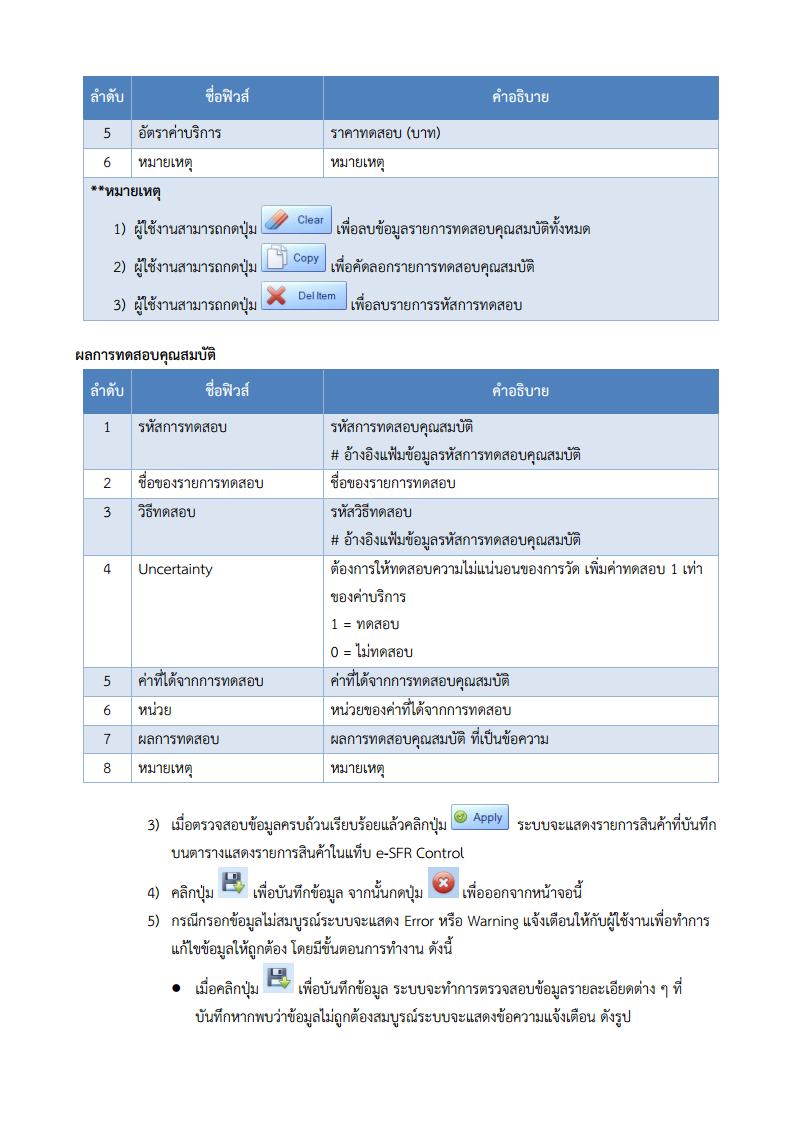 ลำดับ ชื่อฟิวส์ คำอธิบาย
5 อัตราค่าบริการ ราคาทดสอบ (บาท)
6 หมายเหตุ หมายเหตุ
**หมายเหตุ
1) ผู้ใช้งานสามารถกดปุ่ม Clear เพื่อลบข้อมูลรายการทดสอบคุณสมบัติทั้งหมด
2) ผู้ใช้งานสามารถกดปุ่ม Copy เพื่อคัดลอกรายการทดสอบคุณสมบัติ
3) ผู้ใช้งานสามารถกดปุ่ม Del Item เพื่อลบรายการรหัสการทดสอบ
ผลการทดสอบคุณสมบัติ
ลำดับ ชื่อฟิวส์ คำอธิบาย
1 รหัสการทดสอบ รหัสการทดสอบคุณสมบัติ
# อ้างอิงแฟ้มข้อมูลรหัสการทดสอบคุณสมบัติ
2 ชื่อของรายการทดสอบ ชื่อของรายการทดสอบ
3 วิธีทดสอบ รหัสวิธีทดสอบ
# อ้างอิงแฟ้มข้อมูลรหัสการทดสอบคุณสมบัติ
4 Uncertainty ต้องการให้ทดสอบความไม่แน่นอนของการวัด เพิ่มค่าทดสอบ 1 เท่า
ของค่าบริการ
1 = ทดสอบ
0 = ไม่ทดสอบ
5 ค่าที่ได้จากการทดสอบ ค่าที่ได้จากการทดสอบคุณสมบัติ
6 หน่วย หน่วยของค่าที่ได้จากการทดสอบ
7 ผลการทดสอบ ผลการทดสอบคุณสมบัติ ที่เป็นข้อความ
8 หมายเหตุ หมายเหตุ
3) เมื่อตรวจสอบข้อมูลครบถ้วนเรียบร้อยแล้วคลิกปุ่ม Apply ระบบจะแสดงรายการสินค้าที่บันทึก
บนตารางแสดงรายการสินค้าในแท็บ e-SFR Control
4) คลิกปุ่ม เพื่อบันทึกข้อมูล จากนั้นกดปุ่ม เพื่อออกจากหน้าจอนี้
5) กรณีกรอกข้อมูลไม่สมบูรณ์ระบบจะแสดง Error หรือ Warning แจ้งเตือนให้กับผู้ใช้งานเพื่อทำการ
แก้ไขข้อมูลให้ถูกต้อง โดยมีขั้นตอนการทำงาน ดังนี้
● เมื่อคลิกปุ่ม เพื่อบันทึกข้อมูล ระบบจะทำการตรวจสอบข้อมูลรายละเอียดต่าง ๆ ที่
บันทึกหากพบว่าข้อมูลไม่ถูกต้องสมบูรณ์ระบบจะแสดงข้อความแจ้งเตือน ดังรูป